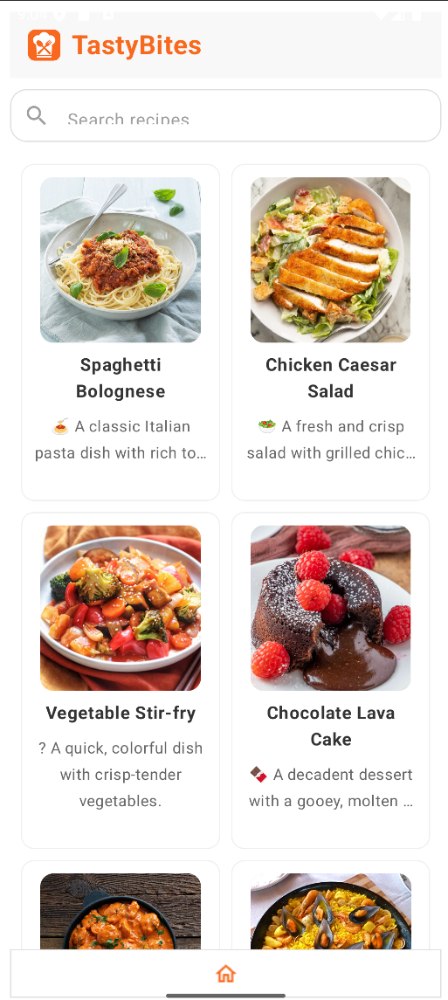 9:04
TastyBites
Search recipes
Spaghetti
Bolognese
🍝 A classic Italian
pasta dish with rich to...
Chicken Caesar
Salad
🥗 A fresh and crisp
salad with grilled chic...
Vegetable Stir-fry
? A quick, colorful dish
with crisp-tender
vegetables.
Chocolate Lava
Cake
🍫 A decadent dessert
with a gooey, molten ...